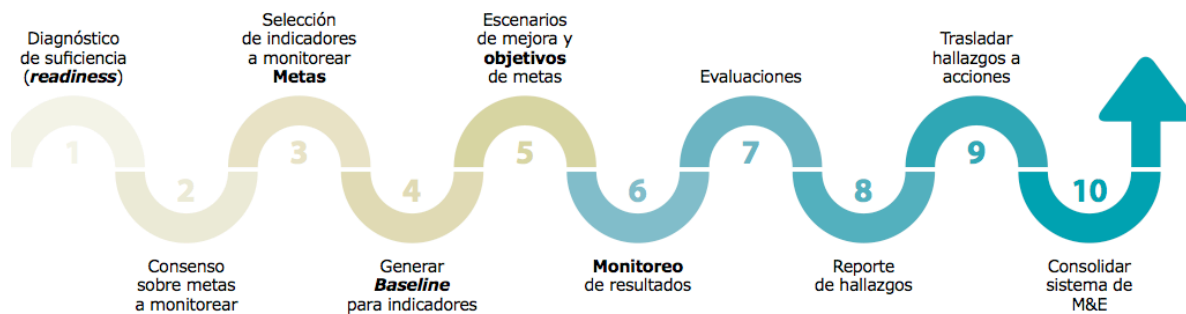 Diagnóstico
de suficiencia
(readiness)
1
Consenso
sobre metas
a monitorear
2
Selección
de indicadores
a monitorear
Metas
3
Generar
Baseline
para indicadores
4
Escenarios
de mejora y
objetivos
de metas
5
Monitoreo
de resultados
6
Evaluaciones
7
Reporte
de hallazgos
8
Trasladar
hallazgos a
acciones
9
Consolidar
sistema de
M&E
10